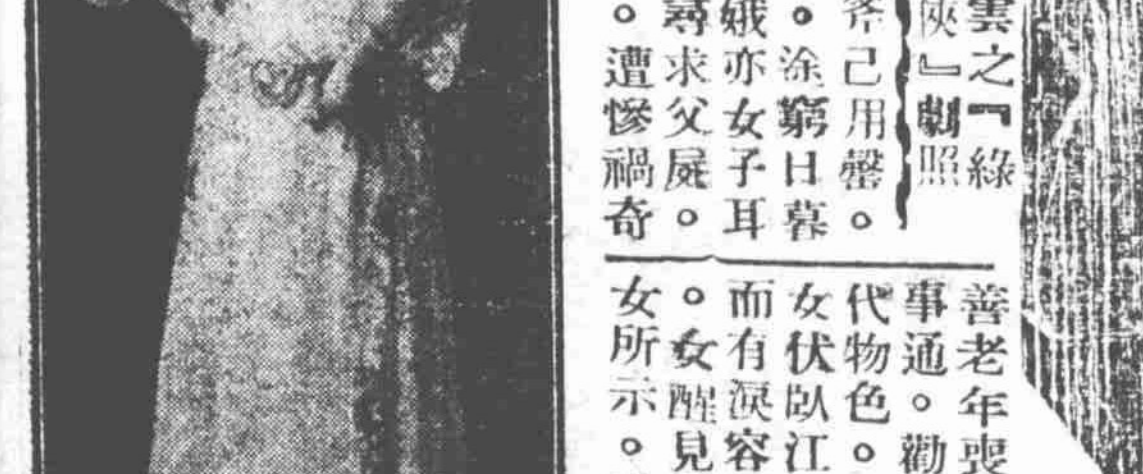 雲之『綠
俠』劇照
斧己用罄。
。涂窮日暮
娥亦女子耳
尋求父屍。
。遭慘禍奇
善老年喪
事通。勸
代物色。
女伏臥江
而有淚容
。女醒見
女所示。